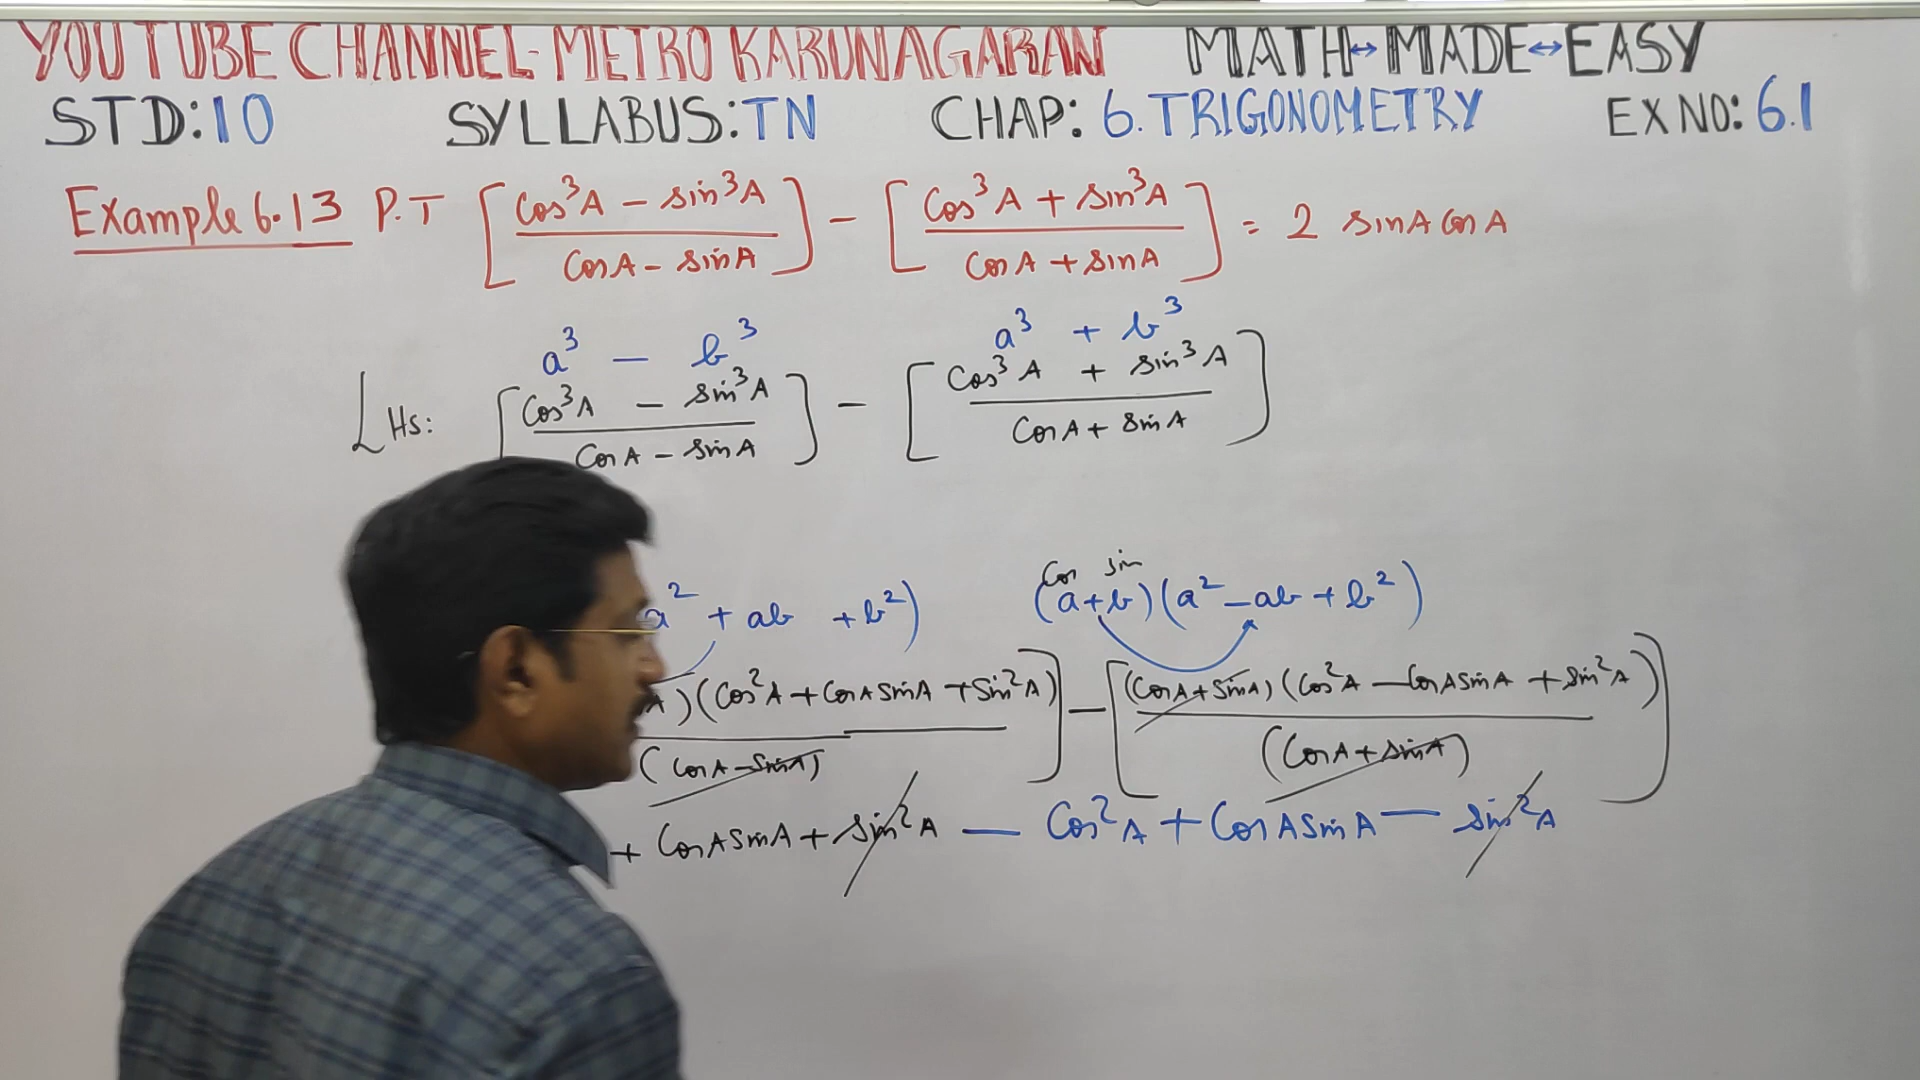 YOUTUBE CHANNEL-METRO KARUNAGARAN MATH↔MADE↔EASY
STD:10 SYLLABUS:TN CHAP: 6.TRIGONOMETRY EX NO: 6.1
Example 6.13 P.T [(cos³A − sin³A)/(cosA − sinA)] − [(cos³A + sin³A)/(cosA + sinA)] = 2 sinA cosA
a³ − b³ a³ + b³
LHS: [(cos³A − sin³A)/(cosA − sinA)] − [(cos³A + sin³A)/(cosA + sinA)]
cos sin
a² + ab + b²) (a+b)(a² − ab + b²)
A)(cos²A + cosA sinA + sin²A)/(cosA − sinA)] − [(cosA + sinA)(cos²A − cosA sinA + sin²A)/(cosA + sinA)]
+ cosA sinA + sin²A − cos²A + cosA sinA − sin²A